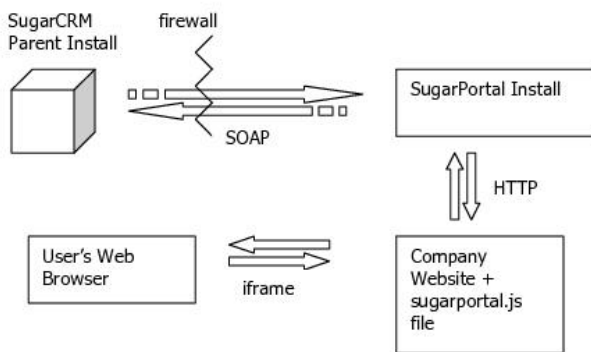 SugarCRM
Parent Install
firewall
SOAP
SugarPortal Install
HTTP
User's Web
Browser
iframe
Company
Website +
sugarportal.js
file